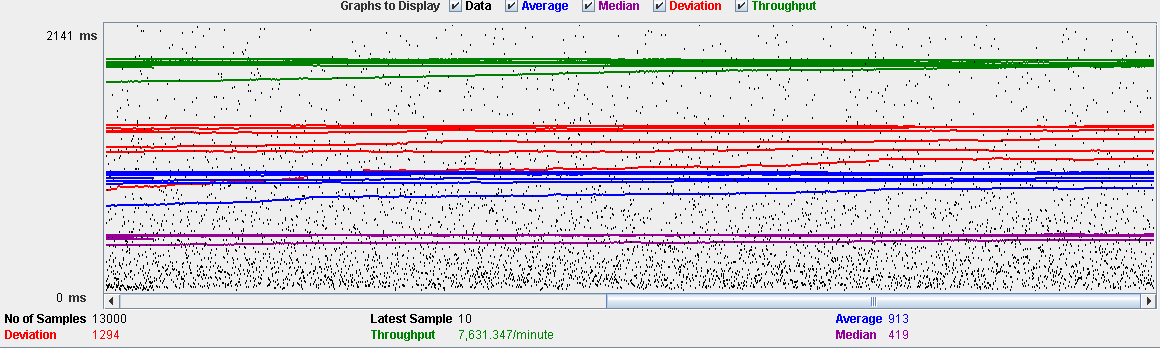 Graphs to Display Data Average Median Deviation Throughput
2141 ms
0 ms
No of Samples 13000 Latest Sample 10 Average 913
Deviation 1294 Throughput 7,631.347/minute Median 419